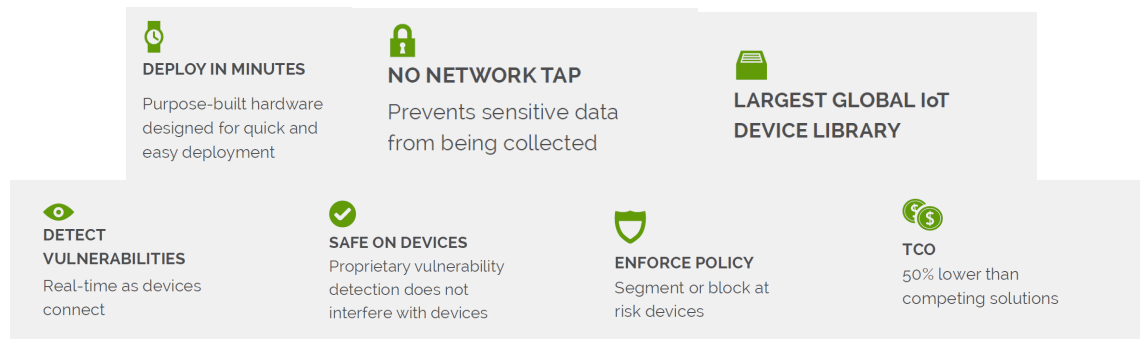 DEPLOY IN MINUTES
Purpose-built hardware
designed for quick and
easy deployment
NO NETWORK TAP
Prevents sensitive data
from being collected
LARGEST GLOBAL IoT
DEVICE LIBRARY
DETECT
VULNERABILITIES
Real-time as devices
connect
SAFE ON DEVICES
Proprietary vulnerability
detection does not
interfere with devices
ENFORCE POLICY
Segment or block at
risk devices
$ $
TCO
50% lower than
competing solutions